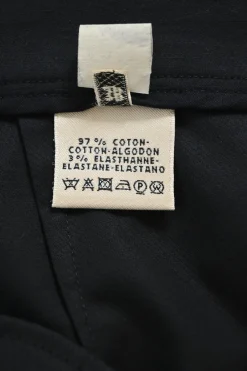 97 % COTON-
COTTON-ALGODON
3 % ELASTHANNE-
ELASTANE-ELASTANO